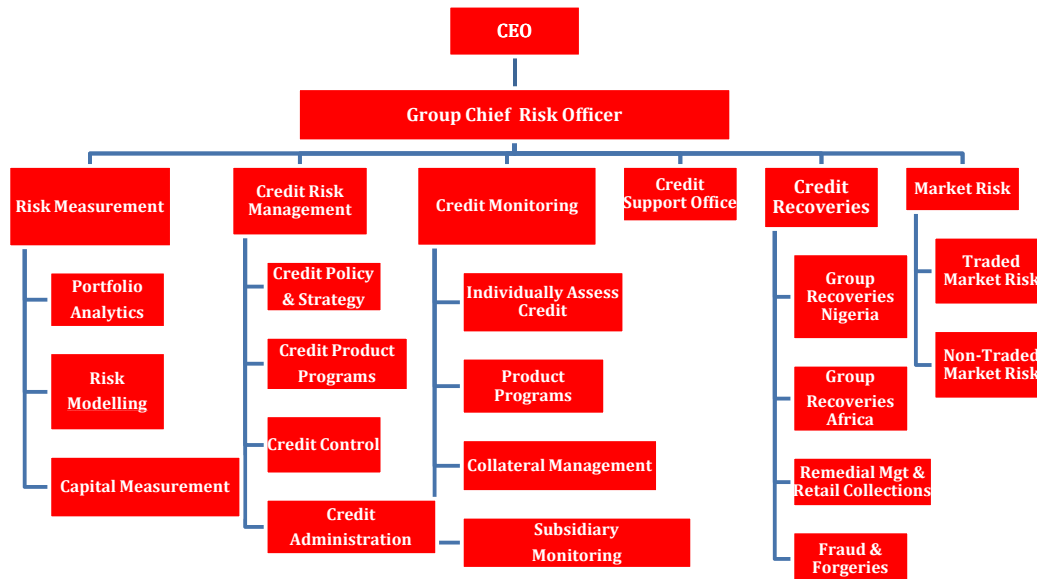 CEO
Group Chief Risk Officer
Risk Measurement
Portfolio
Analytics
Risk
Modelling
Capital Measurement
Credit Risk
Management
Credit Policy
& Strategy
Credit Product
Programs
Credit Control
Credit
Administration
Credit Monitoring
Individually Assess
Credit
Product
Programs
Collateral Management
Subsidiary
Monitoring
Credit
Support Office
Credit
Recoveries
Group
Recoveries
Nigeria
Group
Recoveries
Africa
Remedial Mgt &
Retail Collections
Fraud &
Forgeries
Market Risk
Traded
Market Risk
Non-Traded
Market Risk